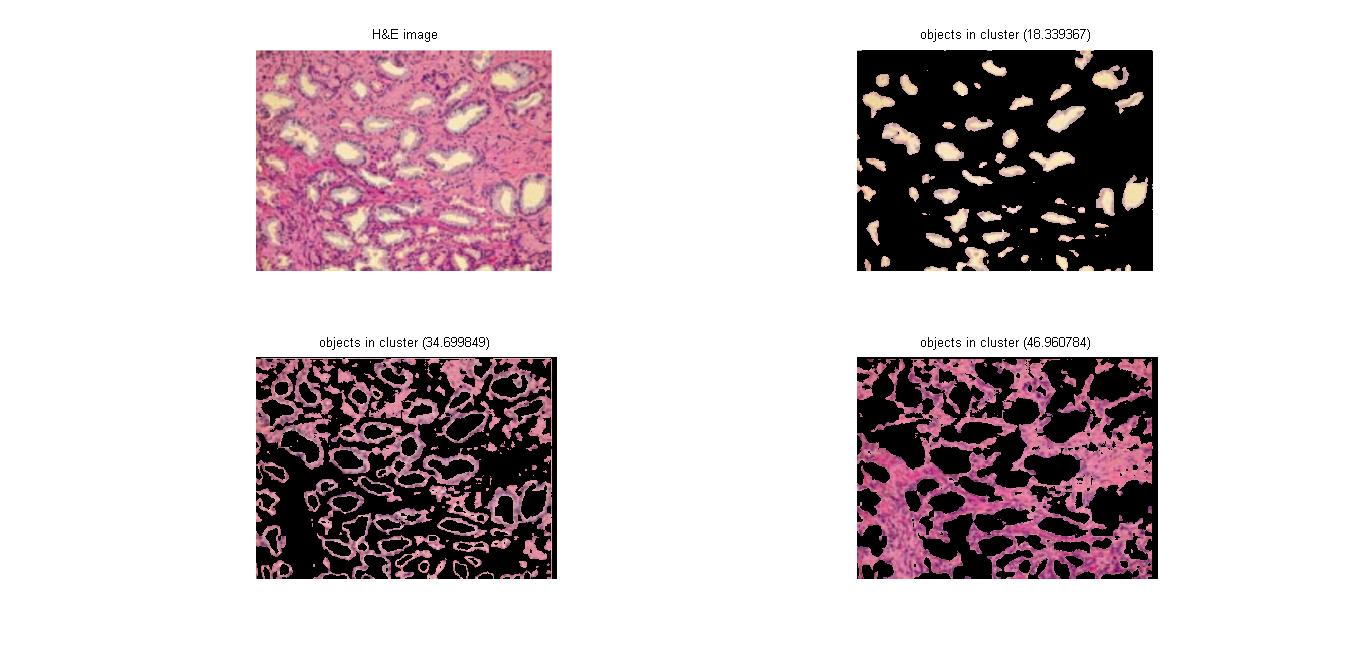 H&E image
objects in cluster (18.339367)
objects in cluster (34.699849)
objects in cluster (46.960784)